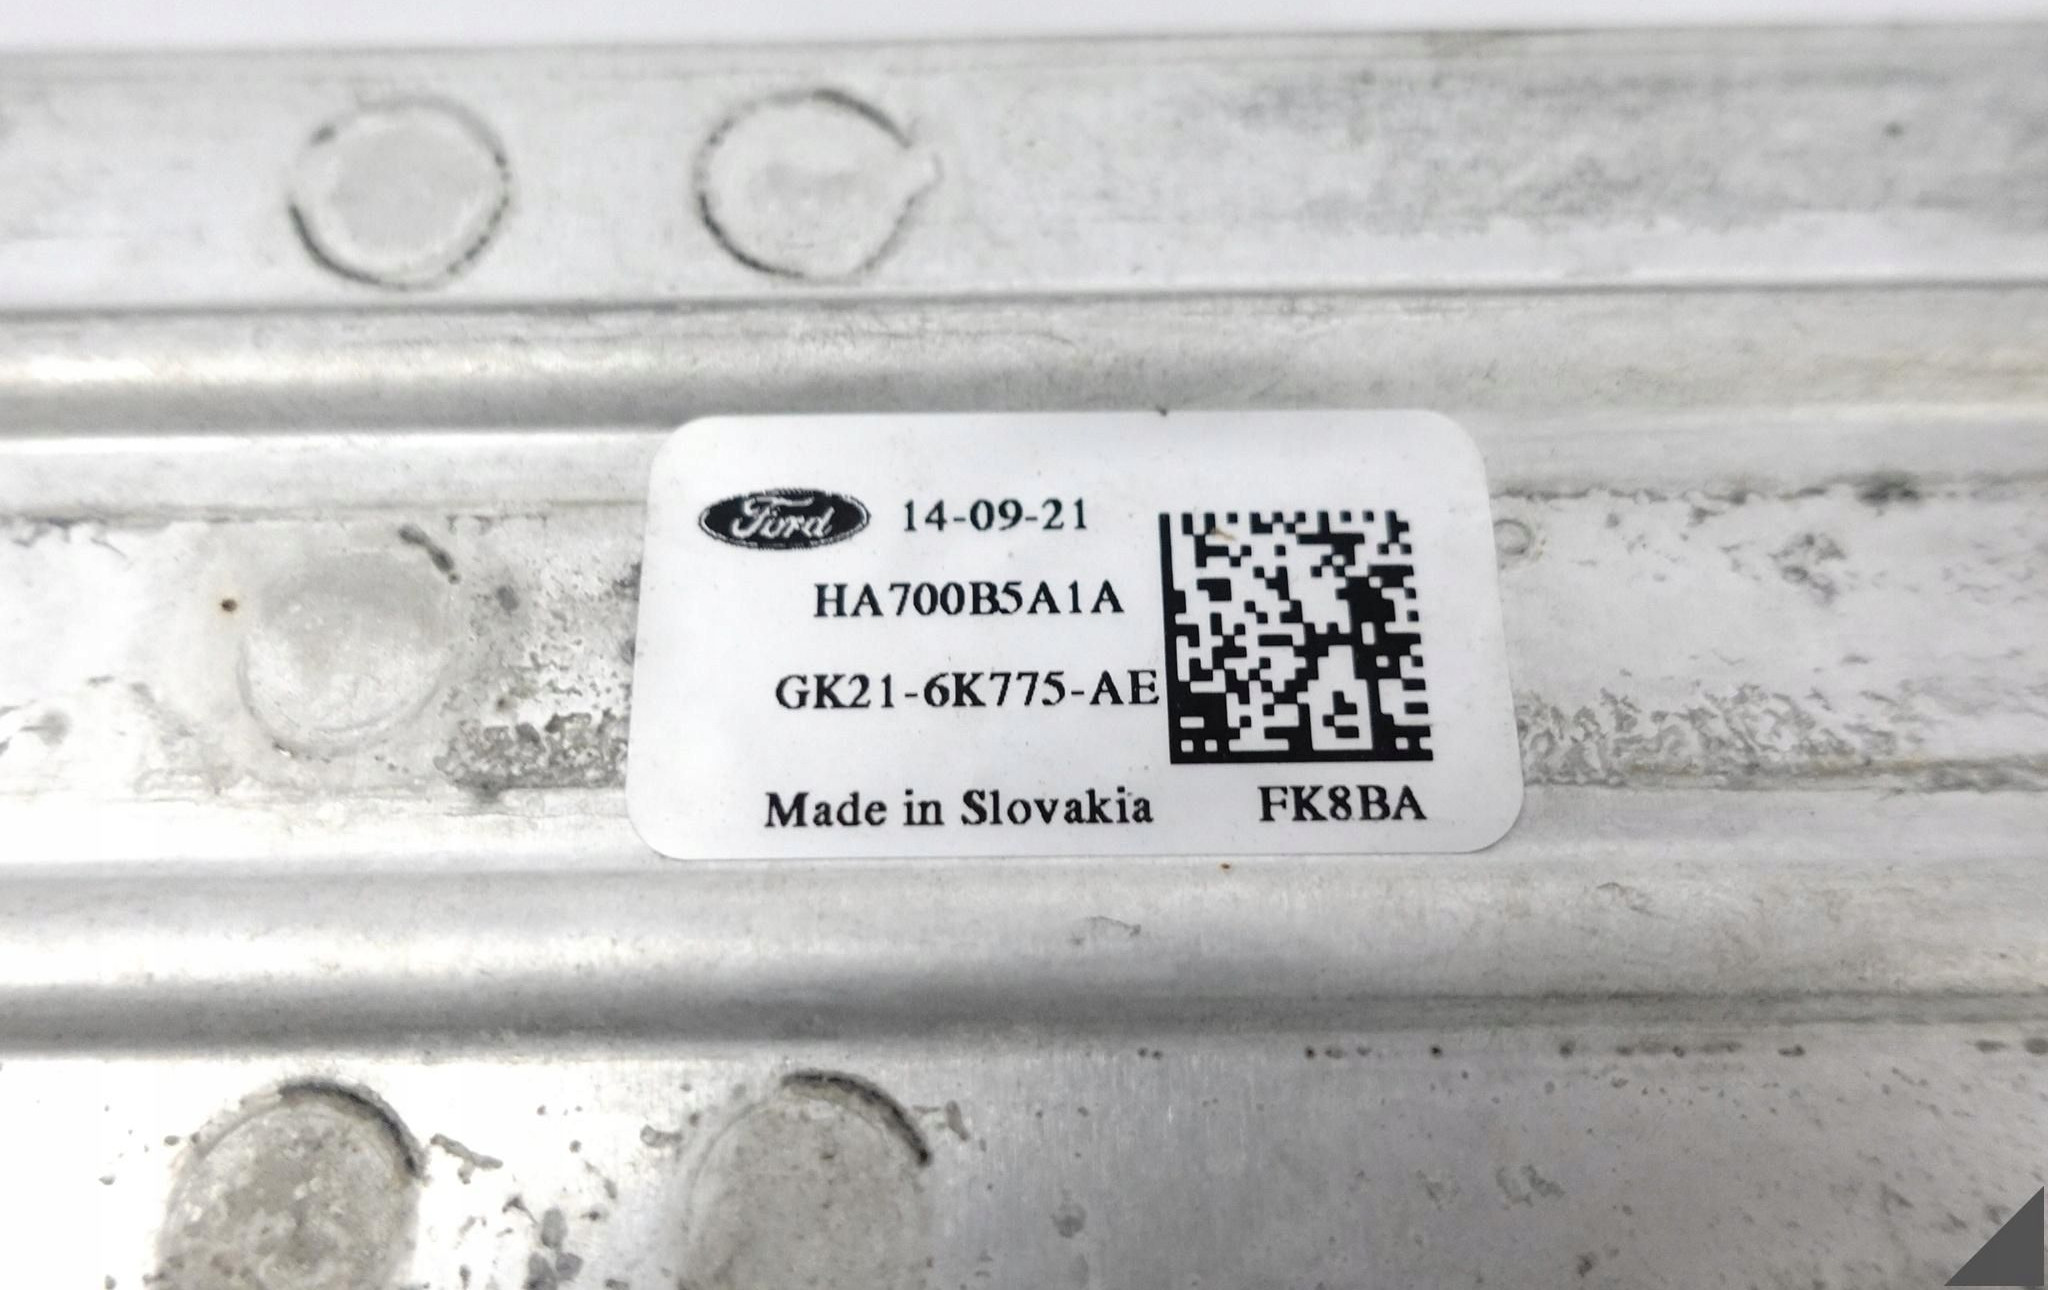 Ford 14-09-21
HA700B5A1A
GK21-6K775-AE
Made in Slovakia FK8BA